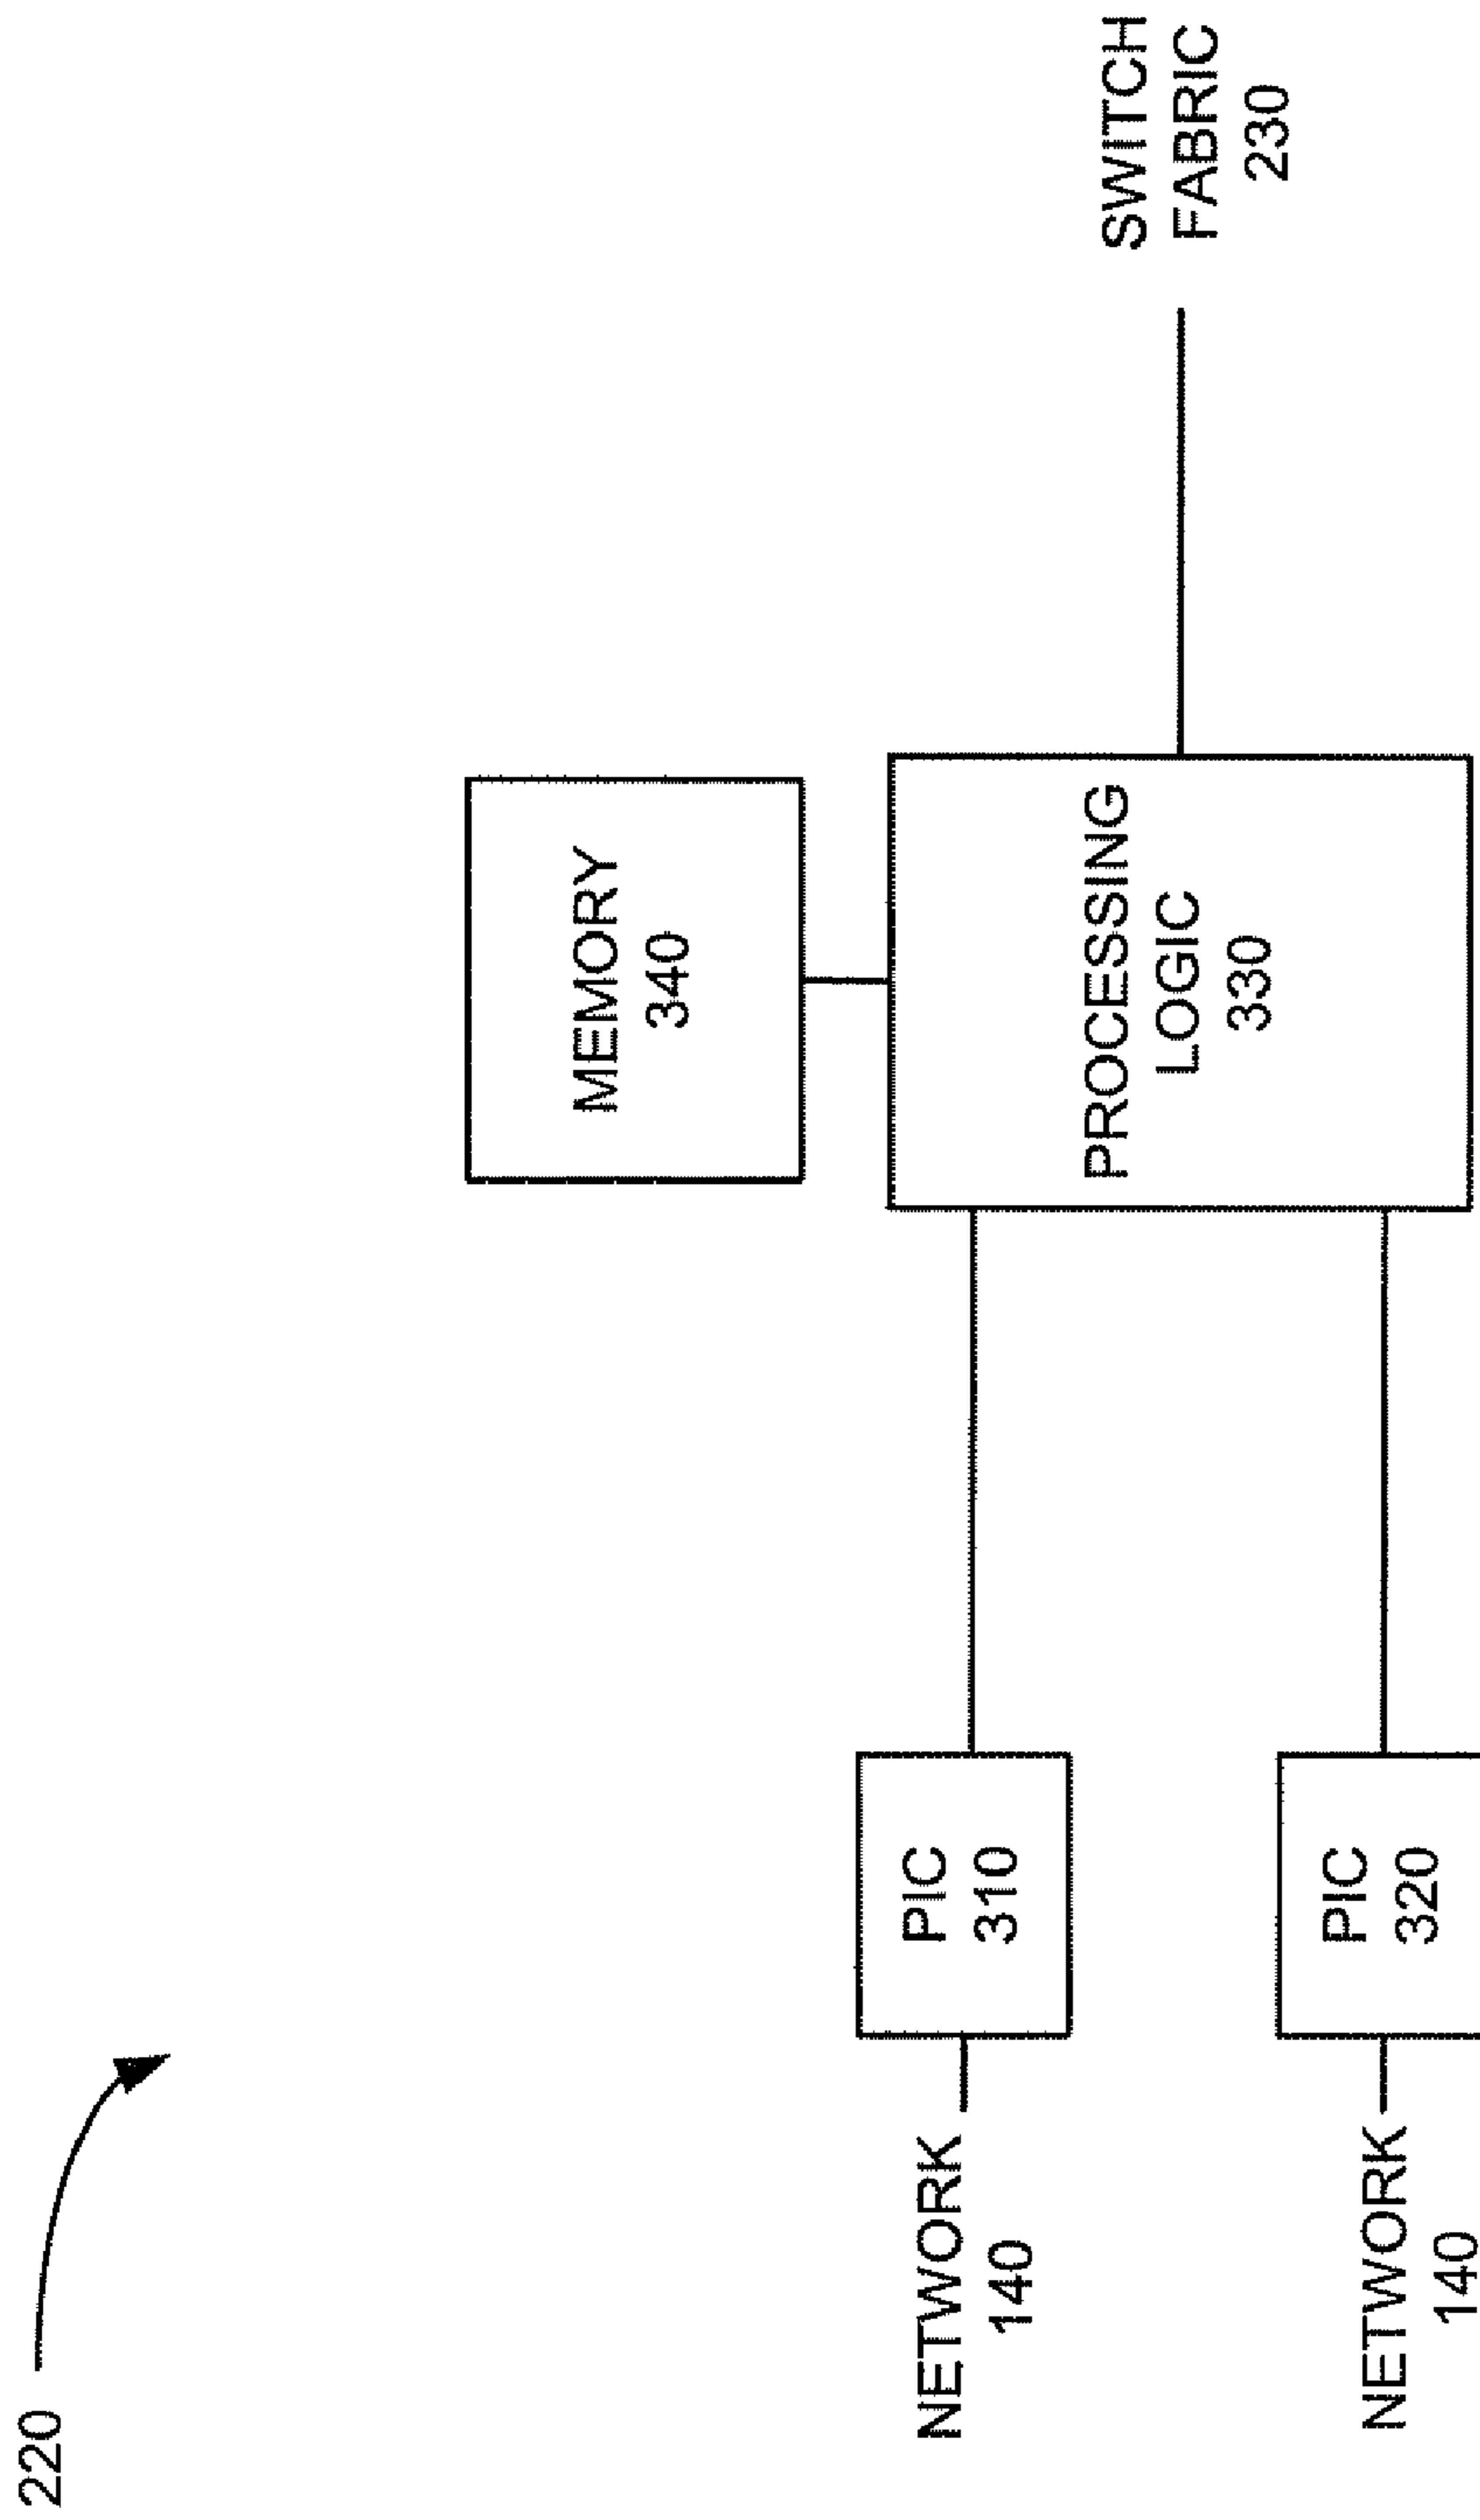 220
MEMORY
340
NETWORK
140
PIC
310
PROCESSING
LOGIC
330
SWITCH
FABRIC
230
NETWORK
140
PIC
320